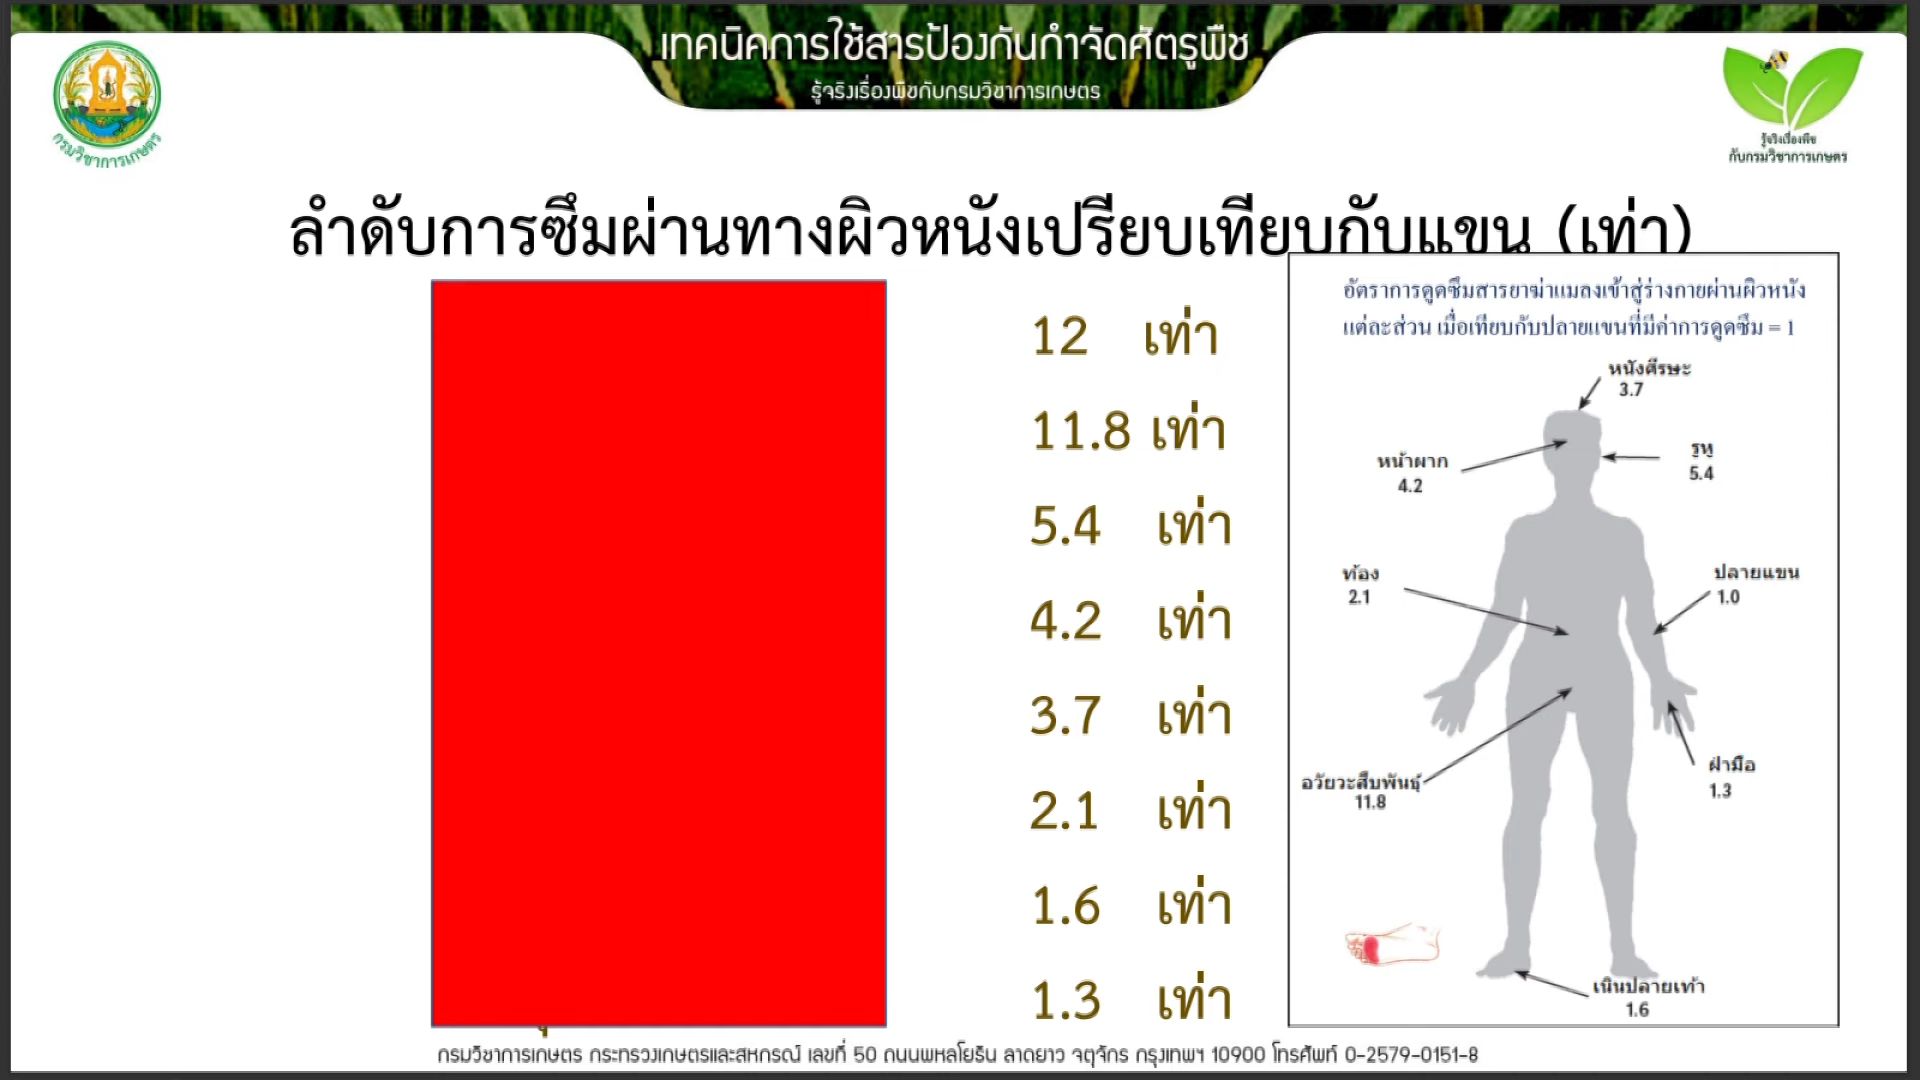 เทคนิคการใช้สารป้องกันกำจัดศัตรูพืช
รู้จริงเรื่องพืชกับกรมวิชาการเกษตร
กรมวิชาการเกษตร
รู้จริงเรื่องพืช
กับกรมวิชาการเกษตร
ลำดับการซึมผ่านทางผิวหนังเปรียบเทียบกับแขน (เท่า)
12 เท่า
11.8 เท่า
5.4 เท่า
4.2 เท่า
3.7 เท่า
2.1 เท่า
1.6 เท่า
1.3 เท่า
อัตราการดูดซึมสารยาฆ่าแมลงเข้าสู่ร่างกายผ่านผิวหนัง
แต่ละส่วน เมื่อเทียบกับปลายแขนที่มีค่าการดูดซึม = 1
หนังศีรษะ
3.7
หน้าผาก
4.2
รูหู
5.4
ท้อง
2.1
ปลายแขน
1.0
อวัยวะสืบพันธุ์
11.8
ฝ่ามือ
1.3
เนินปลายเท้า
1.6
กรมวิชาการเกษตร กระทรวงเกษตรและสหกรณ์ เลขที่ 50 ถนนพหลโยธิน ลาดยาว จตุจักร กรุงเทพฯ 10900 โทรศัพท์ 0-2579-0151-8